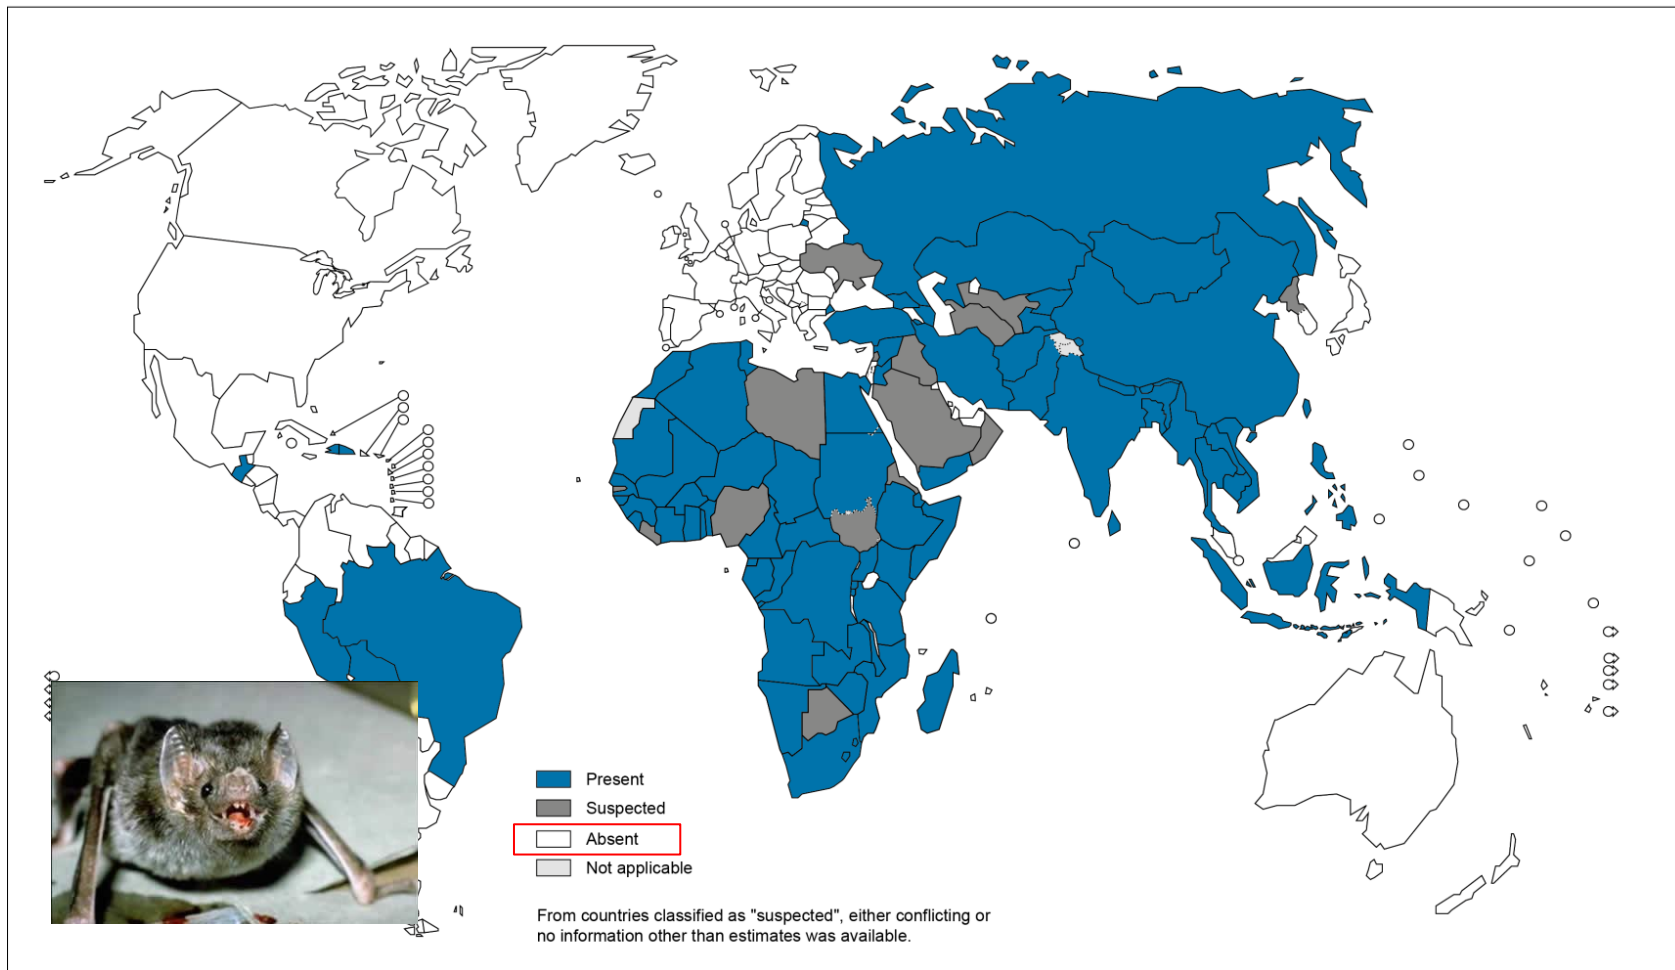 Present
Suspected
Absent
Not applicable
From countries classified as "suspected", either conflicting or
no information other than estimates was available.